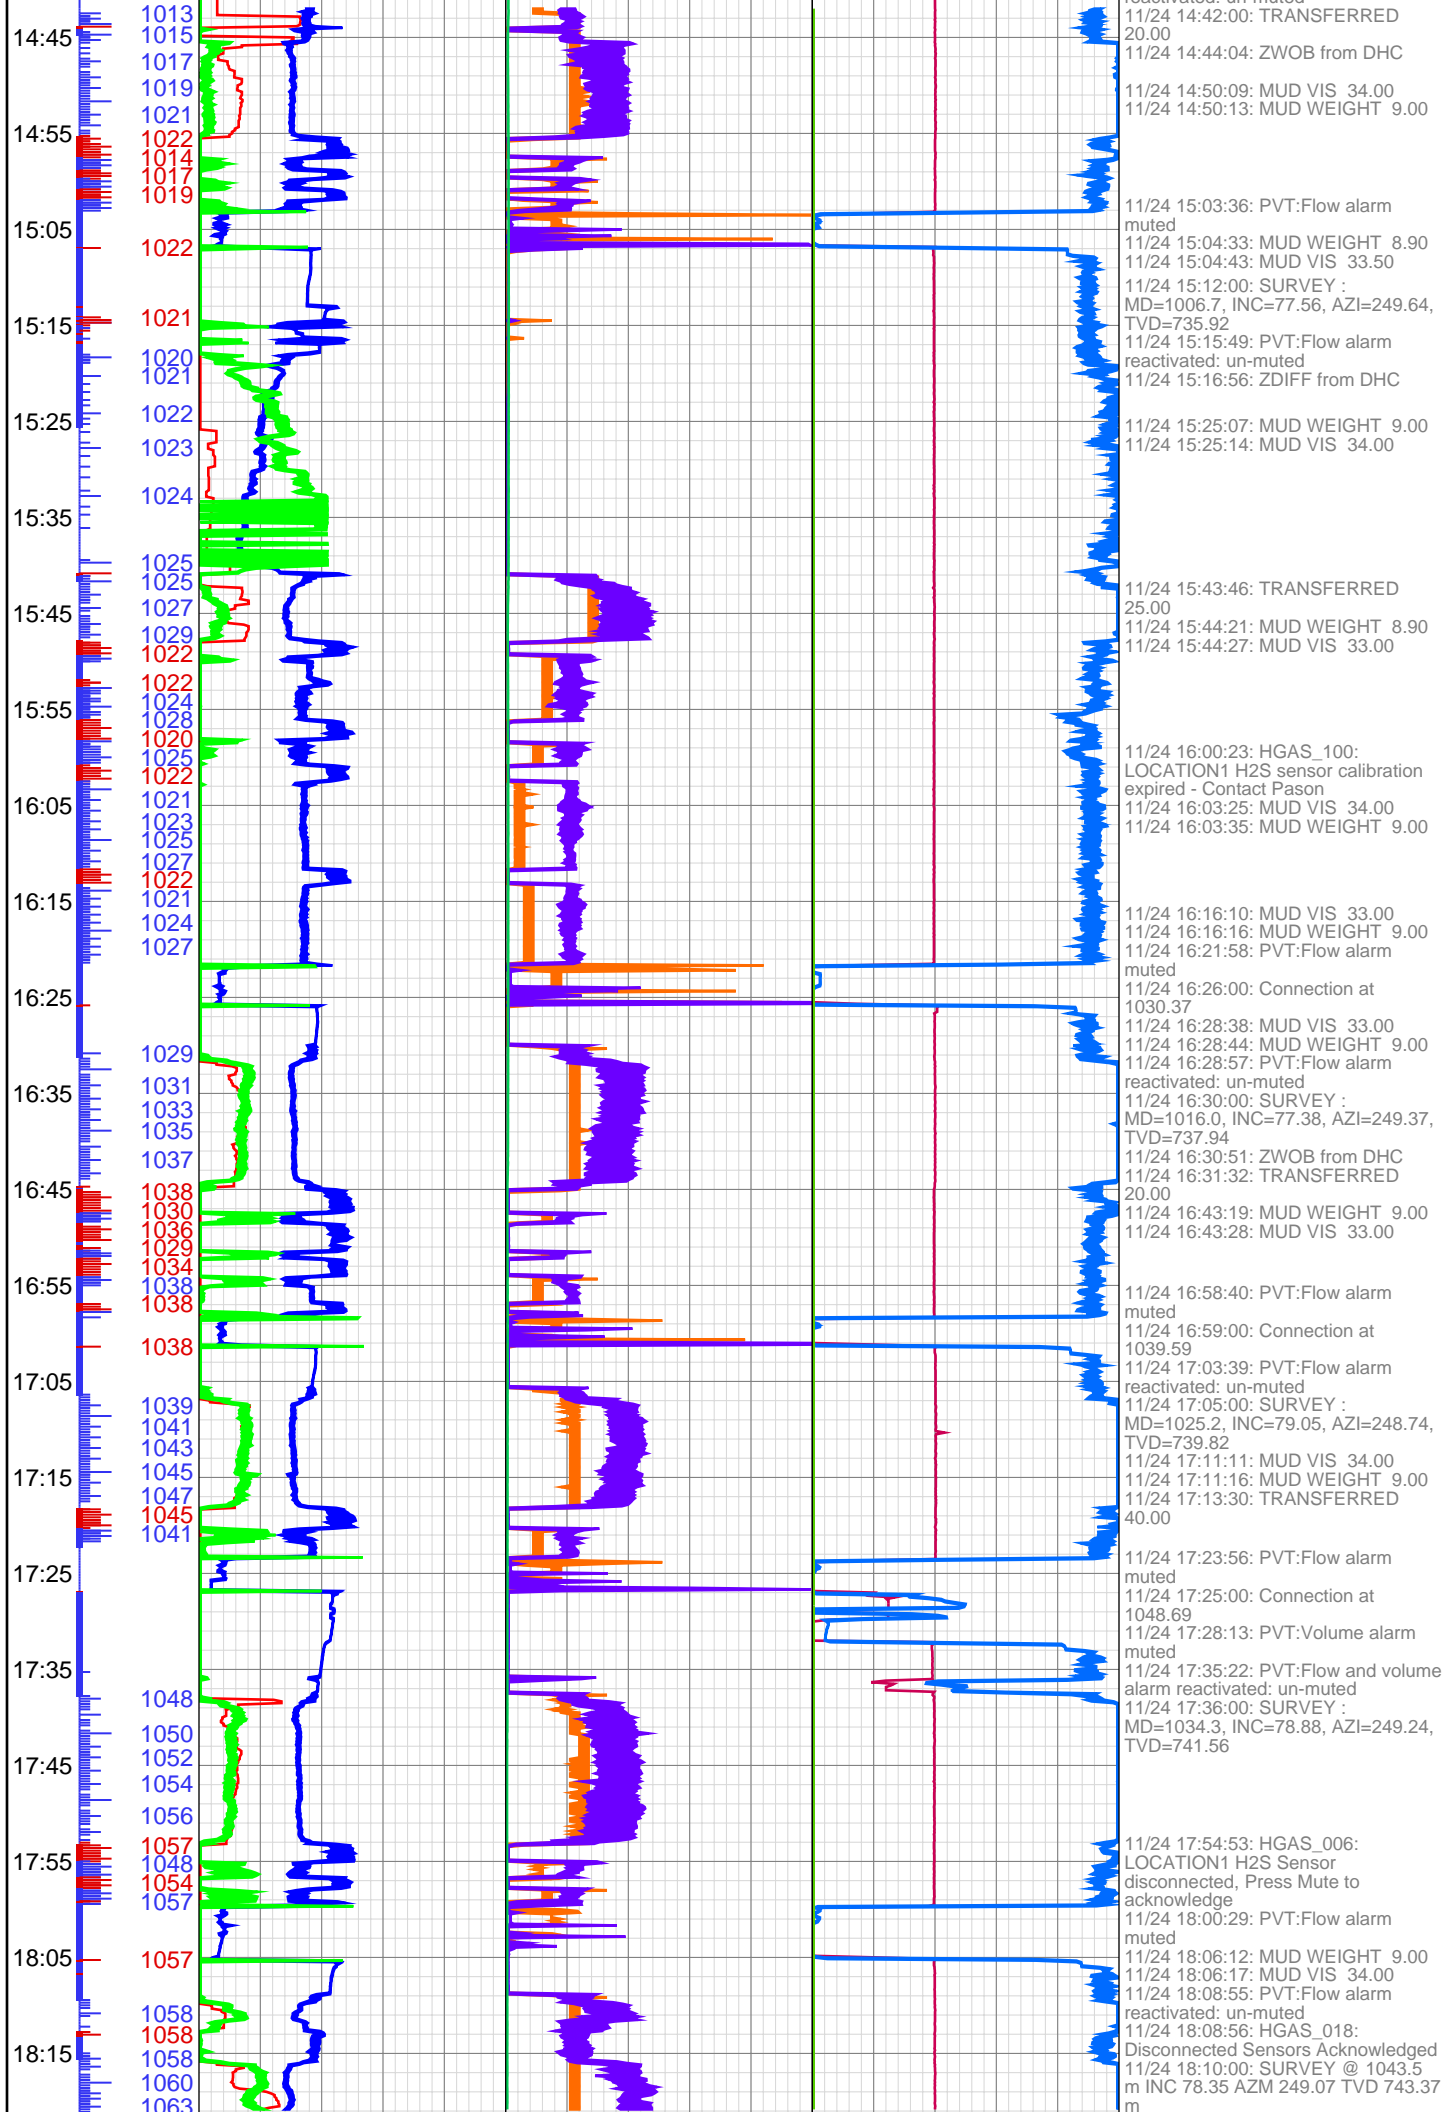 14:45
14:55
15:05
15:15
15:25
15:35
15:45
15:55
16:05
16:15
16:25
16:35
16:45
16:55
17:05
17:15
17:25
17:35
17:45
17:55
18:05
18:15
1013
1015
1017
1019
1021
1022
1014
1017
1019
1022
1021
1020
1021
1022
1023
1024
1025
1025
1027
1029
1022
1022
1024
1028
1020
1025
1022
1021
1023
1025
1027
1022
1021
1024
1027
1029
1031
1033
1035
1037
1038
1030
1036
1029
1034
1038
1038
1038
1039
1041
1043
1045
1047
1045
1041
1048
1050
1052
1054
1056
1057
1048
1054
1057
1057
1058
1058
1058
1060
1063
reactivated: un-muted
11/24 14:42:00: TRANSFERRED
20.00
11/24 14:44:04: ZWOB from DHC
11/24 14:50:09: MUD VIS 34.00
11/24 14:50:13: MUD WEIGHT 9.00
11/24 15:03:36: PVT:Flow alarm
muted
11/24 15:04:33: MUD WEIGHT 8.90
11/24 15:04:43: MUD VIS 33.50
11/24 15:12:00: SURVEY :
MD=1006.7, INC=77.56, AZI=249.64,
TVD=735.92
11/24 15:15:49: PVT:Flow alarm
reactivated: un-muted
11/24 15:16:56: ZDIFF from DHC
11/24 15:25:07: MUD WEIGHT 9.00
11/24 15:25:14: MUD VIS 34.00
11/24 15:43:46: TRANSFERRED
25.00
11/24 15:44:21: MUD WEIGHT 8.90
11/24 15:44:27: MUD VIS 33.00
11/24 16:00:23: HGAS_100:
LOCATION1 H2S sensor calibration
expired - Contact Pason
11/24 16:03:25: MUD VIS 34.00
11/24 16:03:35: MUD WEIGHT 9.00
11/24 16:16:10: MUD VIS 33.00
11/24 16:16:16: MUD WEIGHT 9.00
11/24 16:21:58: PVT:Flow alarm
muted
11/24 16:26:00: Connection at
1030.37
11/24 16:28:38: MUD VIS 33.00
11/24 16:28:44: MUD WEIGHT 9.00
11/24 16:28:57: PVT:Flow alarm
reactivated: un-muted
11/24 16:30:00: SURVEY :
MD=1016.0, INC=77.38, AZI=249.37,
TVD=737.94
11/24 16:30:51: ZWOB from DHC
11/24 16:31:32: TRANSFERRED
20.00
11/24 16:43:19: MUD WEIGHT 9.00
11/24 16:43:28: MUD VIS 33.00
11/24 16:58:40: PVT:Flow alarm
muted
11/24 16:59:00: Connection at
1039.59
11/24 17:03:39: PVT:Flow alarm
reactivated: un-muted
11/24 17:05:00: SURVEY :
MD=1025.2, INC=79.05, AZI=248.74,
TVD=739.82
11/24 17:11:11: MUD VIS 34.00
11/24 17:11:16: MUD WEIGHT 9.00
11/24 17:13:30: TRANSFERRED
40.00
11/24 17:23:56: PVT:Flow alarm
muted
11/24 17:25:00: Connection at
1048.69
11/24 17:28:13: PVT:Volume alarm
muted
11/24 17:35:22: PVT:Flow and volume
alarm reactivated: un-muted
11/24 17:36:00: SURVEY :
MD=1034.3, INC=78.88, AZI=249.24,
TVD=741.56
11/24 17:54:53: HGAS_006:
LOCATION1 H2S Sensor
disconnected, Press Mute to
acknowledge
11/24 18:00:29: PVT:Flow alarm
muted
11/24 18:06:12: MUD WEIGHT 9.00
11/24 18:06:17: MUD VIS 34.00
11/24 18:08:55: PVT:Flow alarm
reactivated: un-muted
11/24 18:08:56: HGAS_018:
Disconnected Sensors Acknowledged
11/24 18:10:00: SURVEY @ 1043.5
m INC 78.35 AZM 249.07 TVD 743.37
m